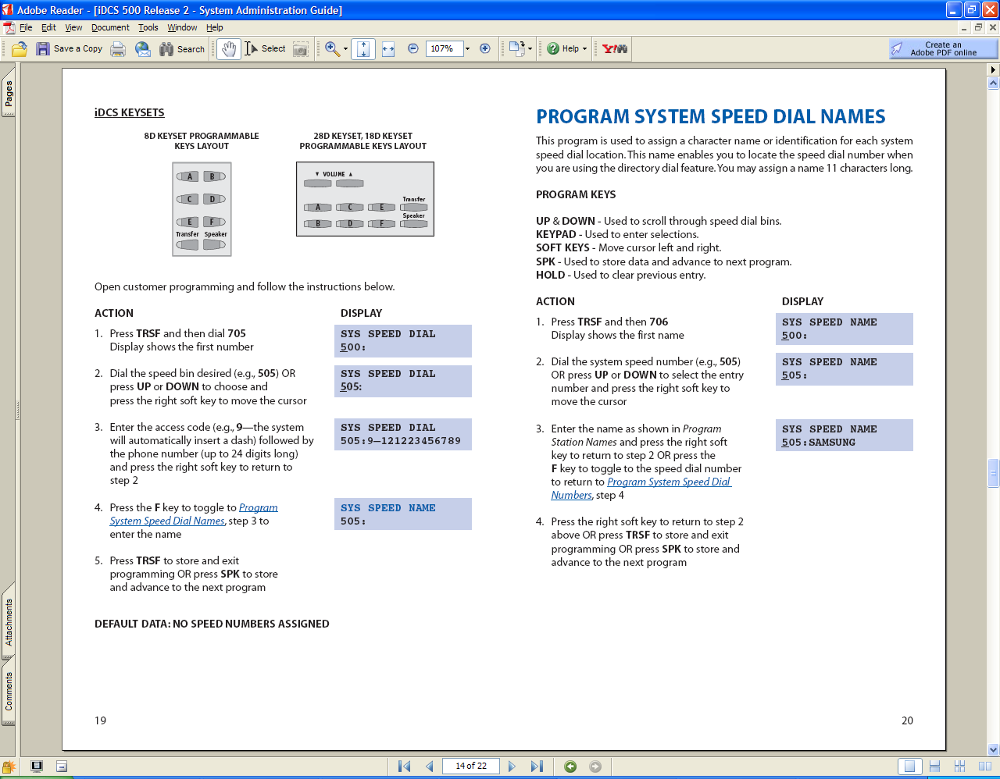 Adobe Reader - [iDCS 500 Release 2 - System Administration Guide]
File Edit View Document Tools Window Help
Save a Copy Search Select 107% Help Y! Create an
Adobe PDF online
Pages
Attachments
Comments
iDCS KEYSETS
8D KEYSET PROGRAMMABLE
KEYS LAYOUT
A B
C D
E F
Transfer Speaker
28D KEYSET, 18D KEYSET
PROGRAMMABLE KEYS LAYOUT
▼ VOLUME ▲
Transfer
A C E
Speaker
B D F
Open customer programming and follow the instructions below.
ACTION DISPLAY
1. Press TRSF and then dial 705
Display shows the first number
SYS SPEED DIAL
500:
2. Dial the speed bin desired (e.g., 505) OR
press UP or DOWN to choose and
press the right soft key to move the cursor
SYS SPEED DIAL
505:
3. Enter the access code (e.g., 9—the system
will automatically insert a dash) followed by
the phone number (up to 24 digits long)
and press the right soft key to return to
step 2
SYS SPEED DIAL
505:9–121223456789
4. Press the F key to toggle to Program
System Speed Dial Names, step 3 to
enter the name
SYS SPEED NAME
505:
5. Press TRSF to store and exit
programming OR press SPK to store
and advance to the next program
DEFAULT DATA: NO SPEED NUMBERS ASSIGNED
19
PROGRAM SYSTEM SPEED DIAL NAMES
This program is used to assign a character name or identification for each system
speed dial location. This name enables you to locate the speed dial number when
you are using the directory dial feature. You may assign a name 11 characters long.
PROGRAM KEYS
UP & DOWN - Used to scroll through speed dial bins.
KEYPAD - Used to enter selections.
SOFT KEYS - Move cursor left and right.
SPK - Used to store data and advance to next program.
HOLD - Used to clear previous entry.
ACTION DISPLAY
1. Press TRSF and then 706
Display shows the first name
SYS SPEED NAME
500:
2. Dial the system speed number (e.g., 505)
OR press UP or DOWN to select the entry
number and press the right soft key to
move the cursor
SYS SPEED NAME
505:
3. Enter the name as shown in Program
Station Names and press the right soft
key to return to step 2 OR press the
F key to toggle to the speed dial number
to return to Program System Speed Dial
Numbers, step 4
SYS SPEED NAME
505:SAMSUNG
4. Press the right soft key to return to step 2
above OR press TRSF to store and exit
programming OR press SPK to store and
advance to the next program
20
14 of 22